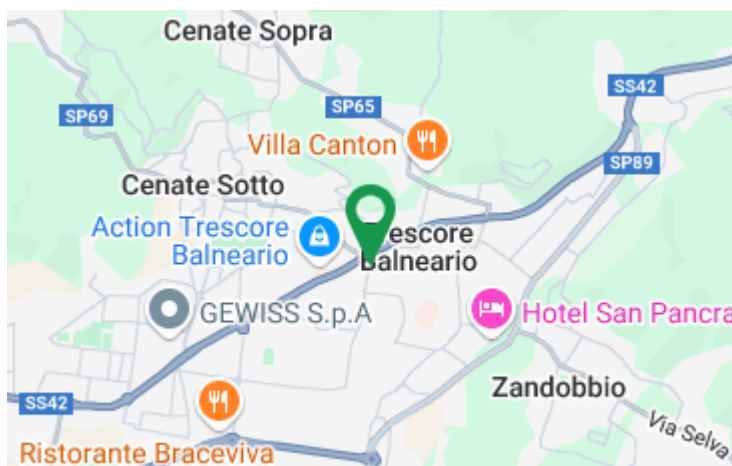 Cenate Sopra
SS42
SP69
SP65
Villa Canton
SP89
Cenate Sotto
Action Trescore
Balneario
Trescore
Balneario
GEWISS S.p.A
Hotel San Pancra
Zandobbio
SS42
Via Selva
Ristorante Braceviva